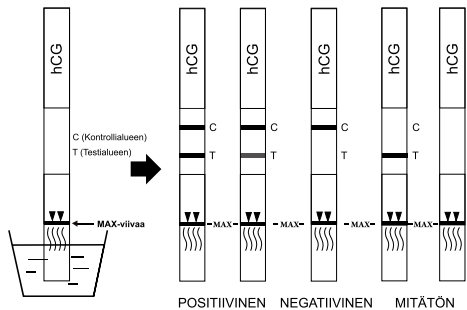 hCG
hCG
hCG
hCG
hCG
hCG
C (Kontrollialueen)
T (Testialueen)
MAX-viivaa
C
C
C
C
T
T
T
T
MAX
MAX
MAX
MAX
POSITIIVINEN
NEGATIIVINEN
MITÄTÖN